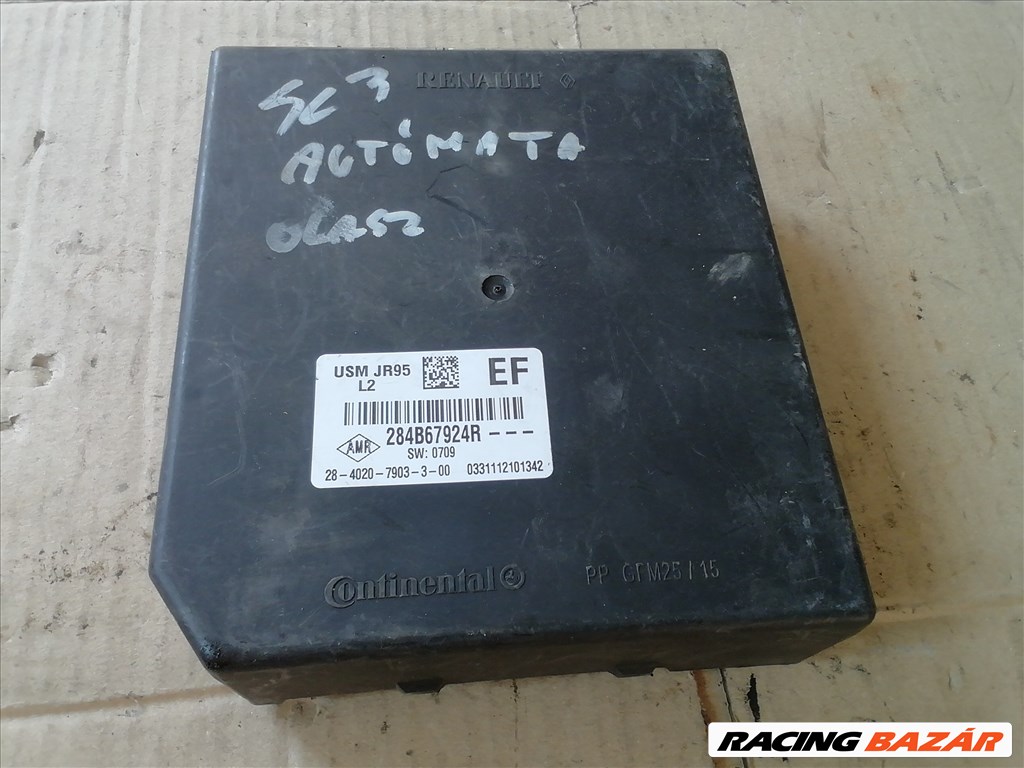 RENAULT
SC 3
AUTÓMATA
OLASZ
USM JR95
L2
EF
284B67924R---
AMR
SW: 0709
28-4020-7903-3-00 0331112101342
Continental
PP GFM25/15
RACING BAZÁR